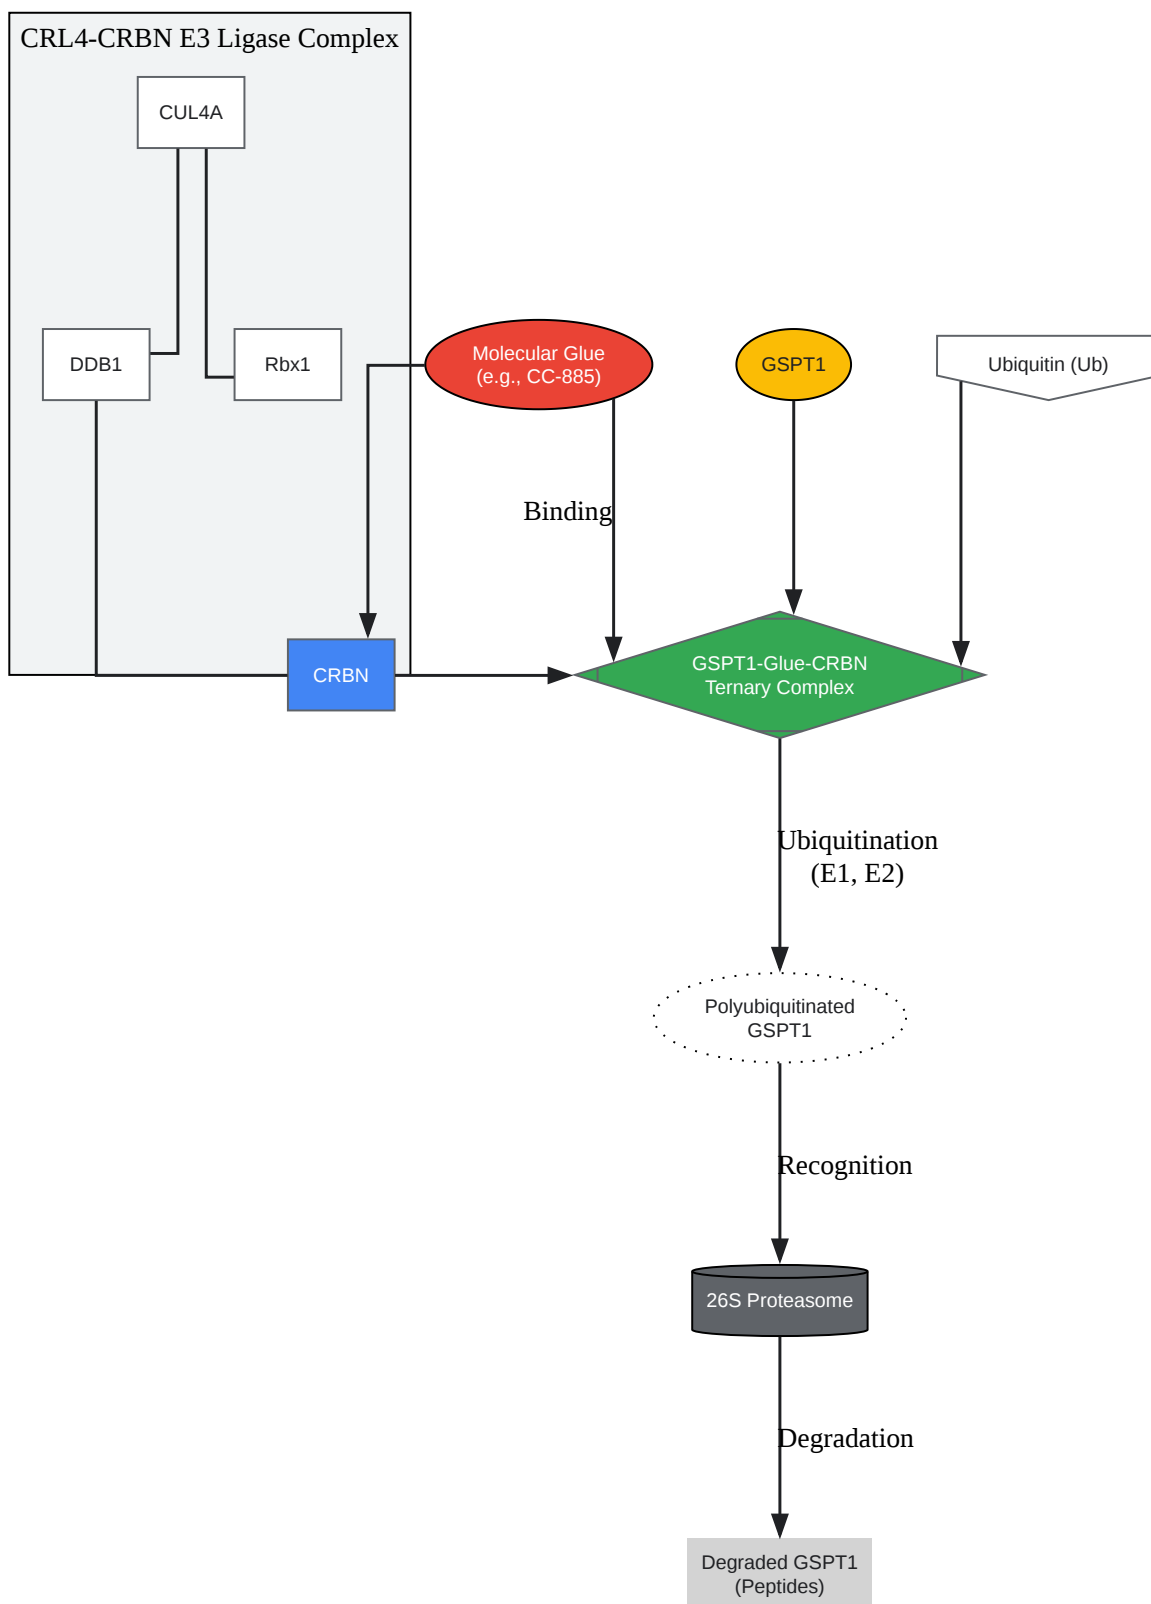 CRL4-CRBN E3 Ligase Complex
CUL4A
DDB1
Rbx1
Molecular Glue
(e.g., CC-885)
GSPT1
Ubiquitin (Ub)
Binding
CRBN
GSPT1-Glue-CRBN
Ternary Complex
Ubiquitination
(E1, E2)
Polyubiquitinated
GSPT1
Recognition
26S Proteasome
Degradation
Degraded GSPT1
(Peptides)